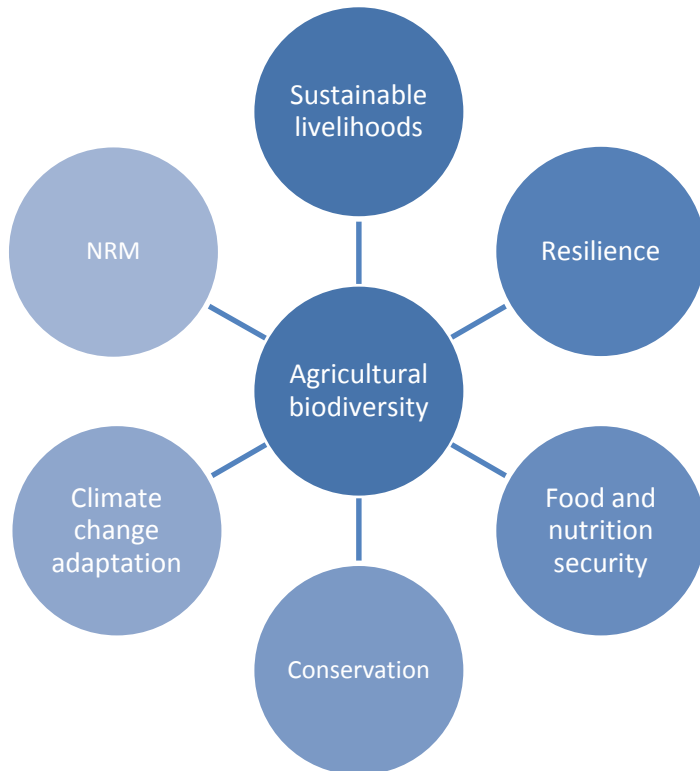 Sustainable
livelihoods
NRM
Resilience
Agricultural
biodiversity
Climate
change
adaptation
Food and
nutrition
security
Conservation